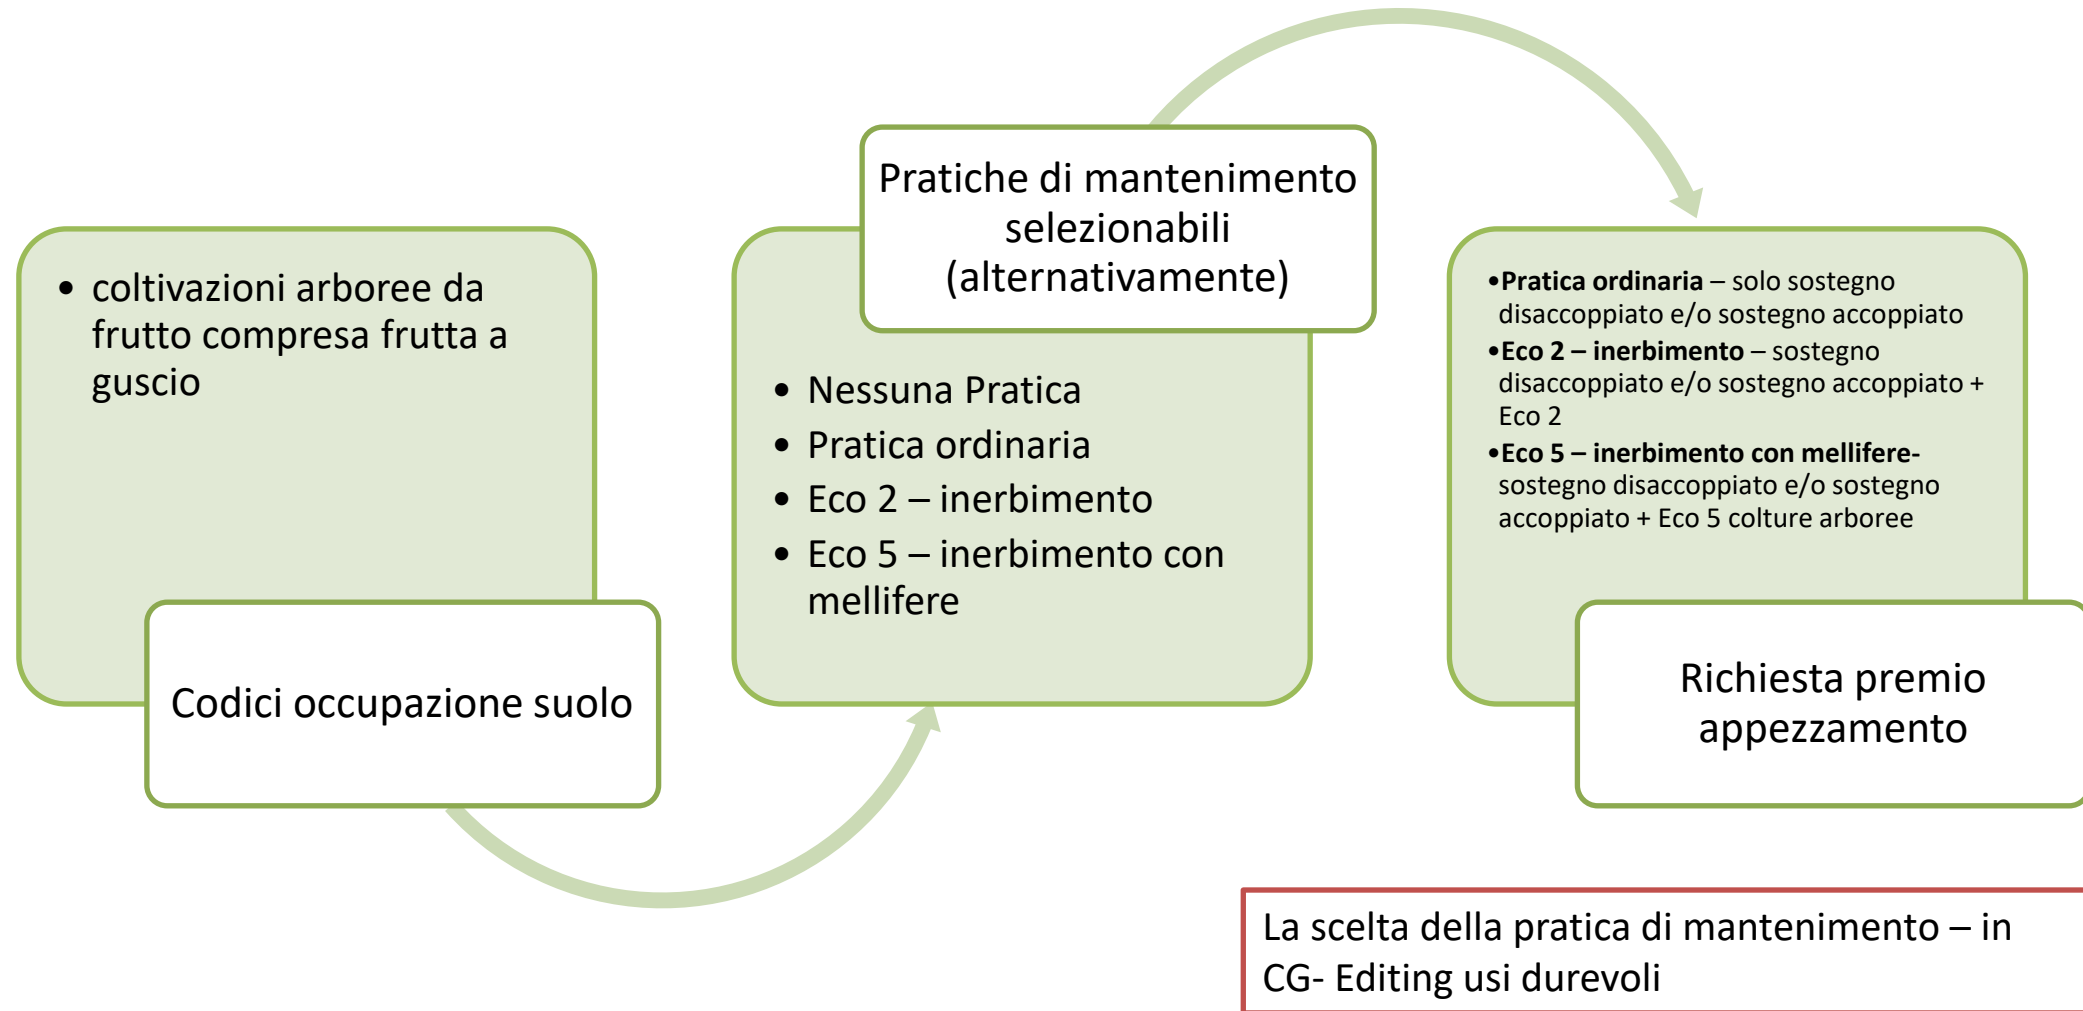 • coltivazioni arboree da
frutto compresa frutta a
guscio
Codici occupazione suolo
Pratiche di mantenimento
selezionabili
(alternativamente)
• Nessuna Pratica
• Pratica ordinaria
• Eco 2 – inerbimento
• Eco 5 – inerbimento con
mellifere
•Pratica ordinaria – solo sostegno
disaccoppiato e/o sostegno accoppiato
•Eco 2 – inerbimento – sostegno
disaccoppiato e/o sostegno accoppiato +
Eco 2
•Eco 5 – inerbimento con mellifere-
sostegno disaccoppiato e/o sostegno
accoppiato + Eco 5 colture arboree
Richiesta premio
appezzamento
La scelta della pratica di mantenimento – in
CG- Editing usi durevoli